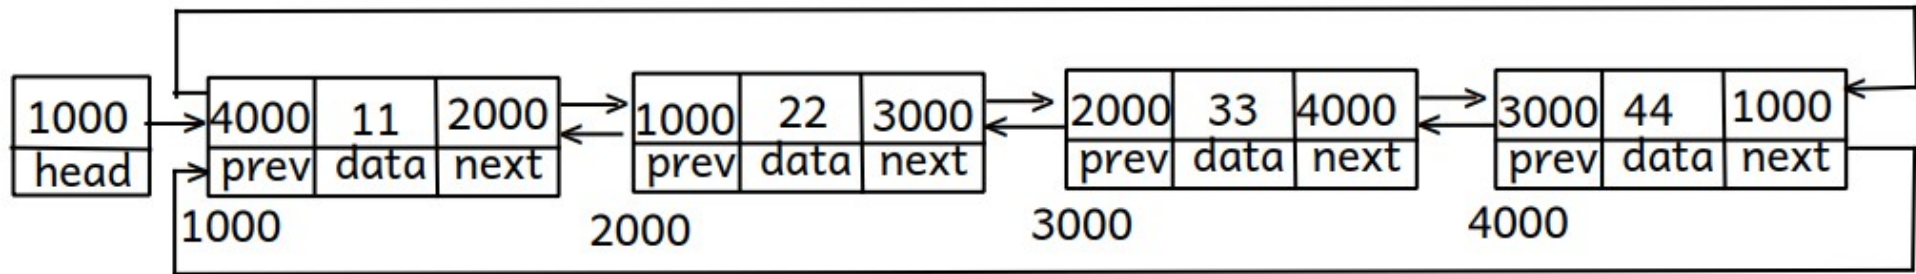 1000 4000 11 2000 1000 22 3000 2000 33 4000 3000 44 1000
head prev data next prev data next prev data next prev data next
1000 2000 3000 4000